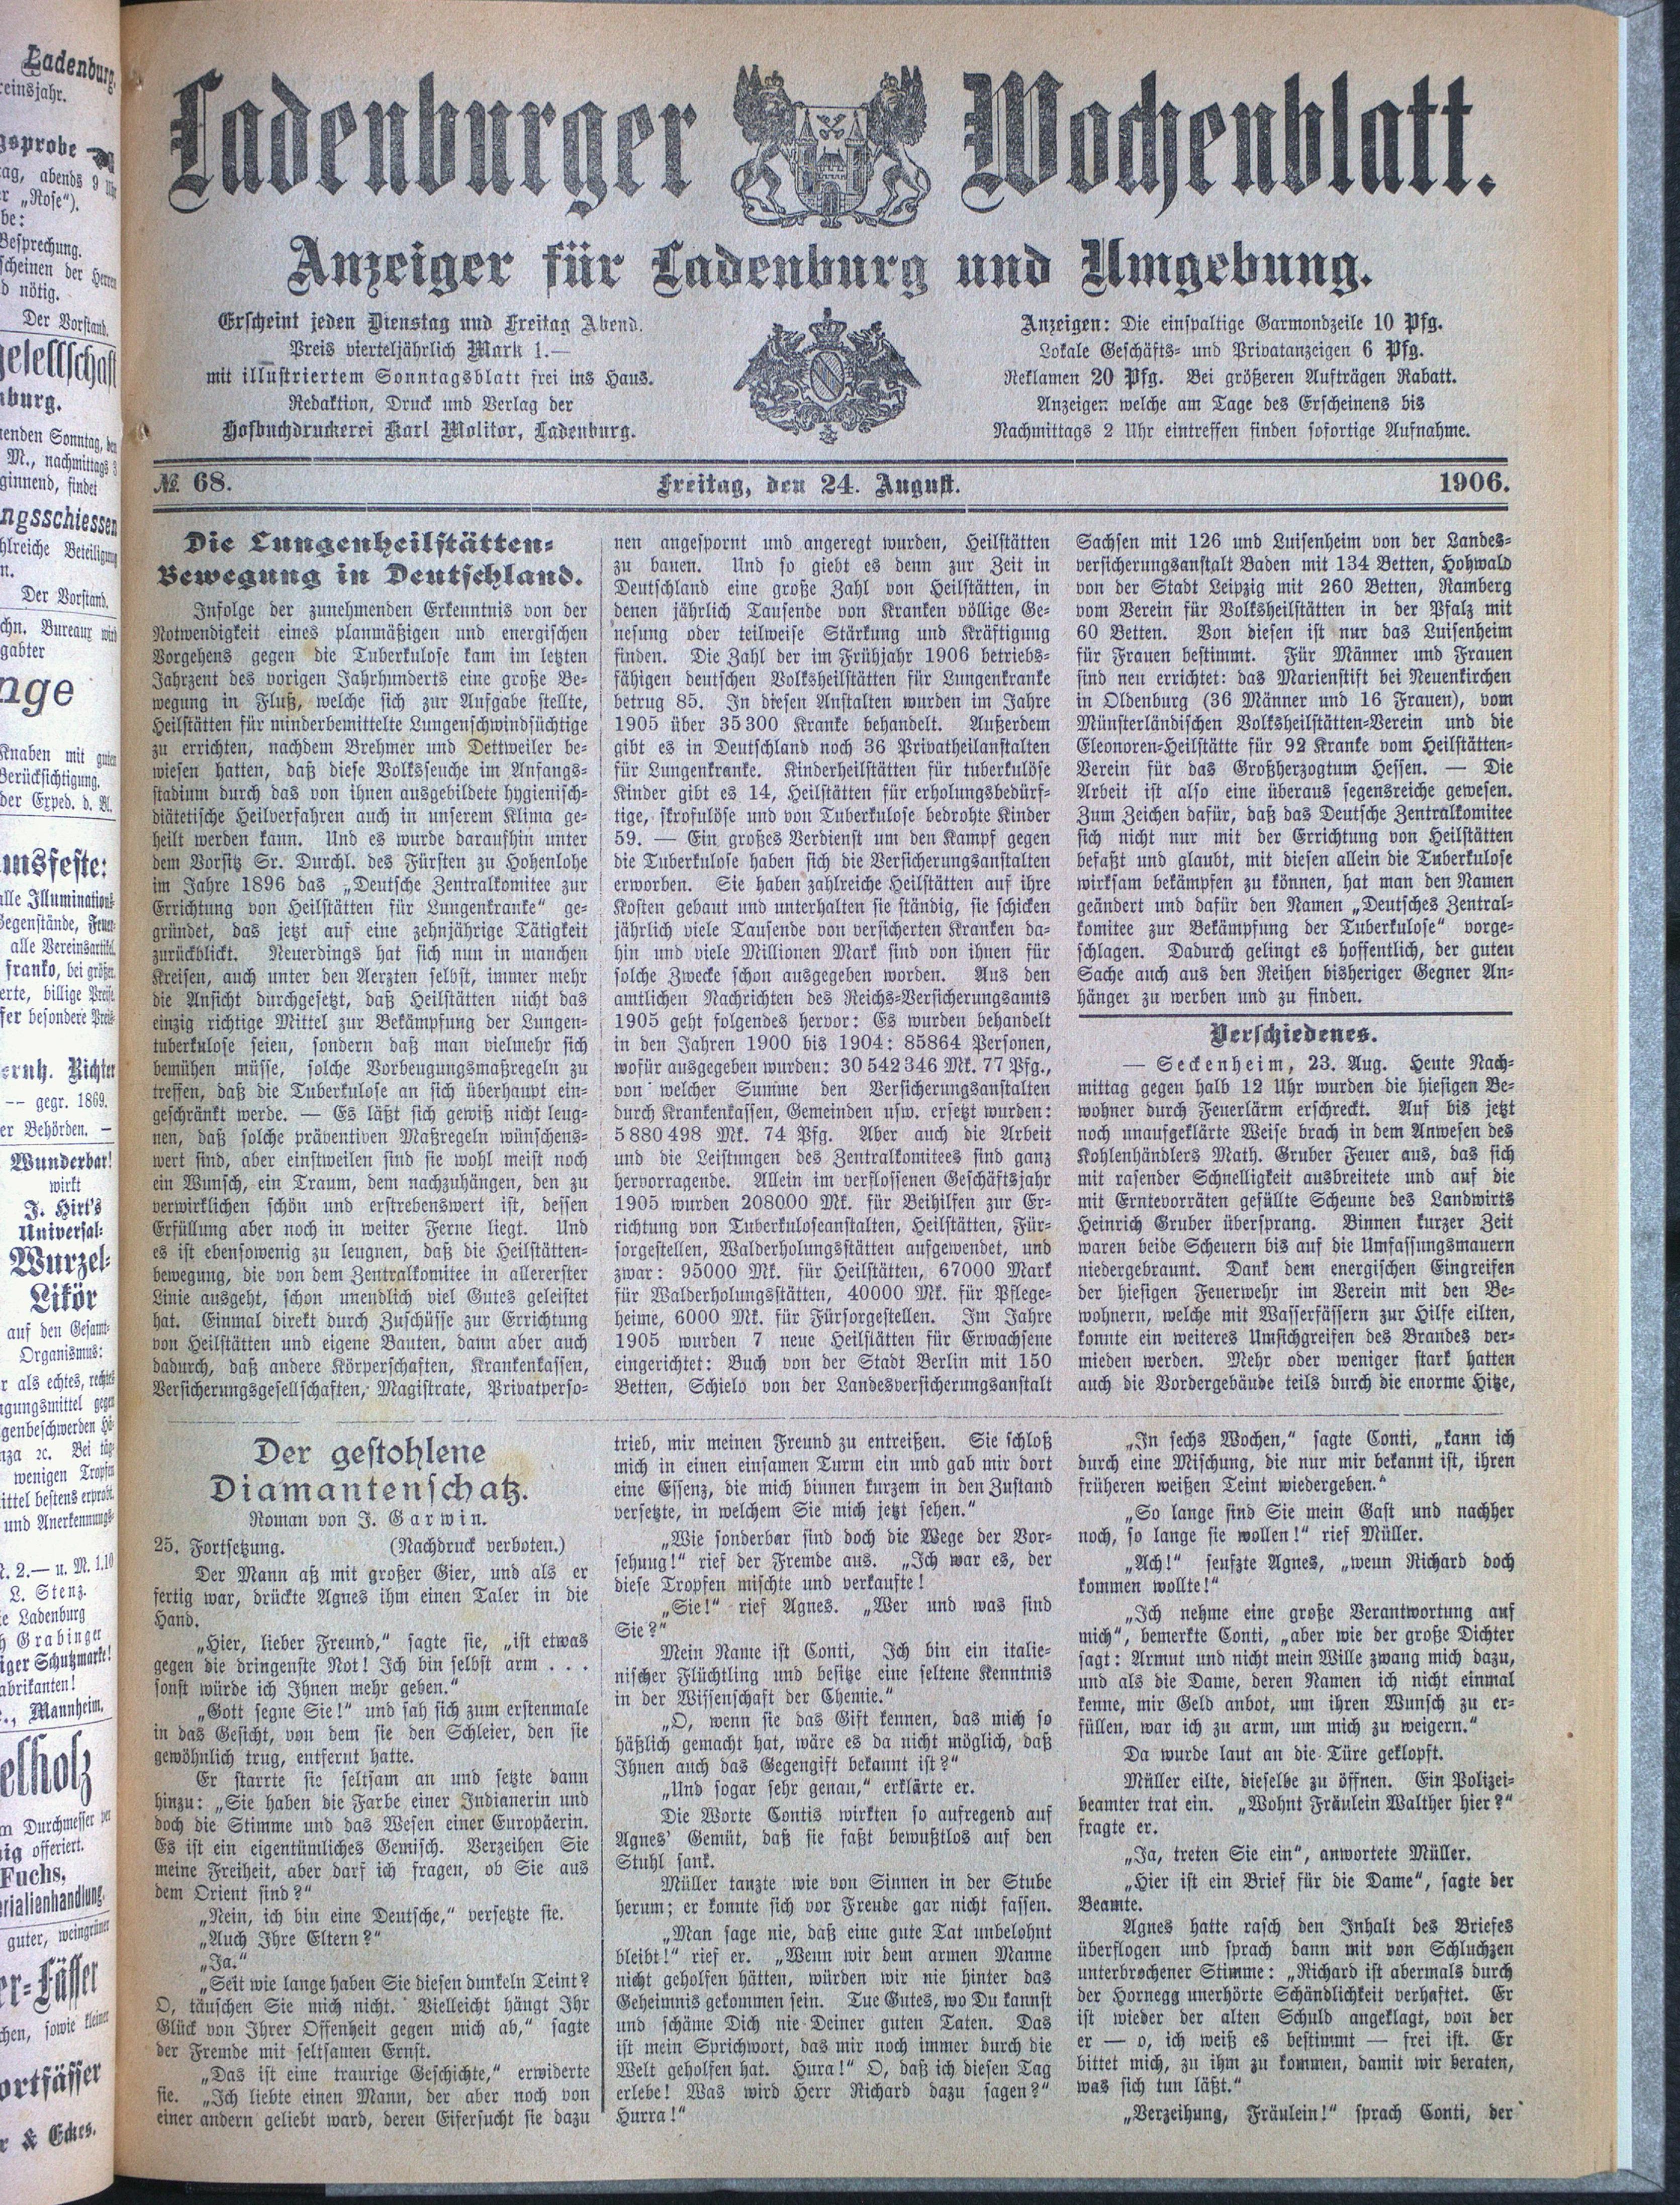 Ladenburger Wochenblatt.
Anzeiger für Ladenburg und Umgebung.
Erscheint jeden Dienstag und Freitag Abend.
Preis vierteljährlich Mark 1.—
mit illustriertem Sonntagsblatt frei ins Haus.
Redaktion, Druck und Verlag der
Hofbuchdruckerei Karl Molitor, Ladenburg.
Anzeigen: Die einspaltige Garmondzeile 10 Pfg.
Lokale Geschäfts- und Privatanzeigen 6 Pfg.
Reklamen 20 Pfg. Bei größeren Aufträgen Rabatt.
Anzeigen welche am Tage des Erscheinens bis
Nachmittags 2 Uhr eintreffen finden sofortige Aufnahme.
№ 68.
Freitag, den 24. August.
1906.
Die Lungenheilstätten-
Bewegung in Deutschland.
Infolge der zunehmenden Erkenntnis von der
Notwendigkeit eines planmäßigen und energischen
Vorgehens gegen die Tuberkulose kam im letzten
Jahrzent des vorigen Jahrhunderts eine große Be-
wegung in Fluß, welche sich zur Aufgabe stellte,
Heilstätten für minderbemittelte Lungenschwindsüchtige
zu errichten, nachdem Brehmer und Dettweiler be-
wiesen hatten, daß diese Volksseuche im Anfangs-
stadium durch das von ihnen ausgebildete hygienisch-
diätetische Heilverfahren auch in unserem Klima ge-
heilt werden kann. Und es wurde daraufhin unter
dem Vorsitz Sr. Durchl. des Fürsten zu Hohenlohe
im Jahre 1896 das „Deutsche Zentralkomitee zur
Errichtung von Heilstätten für Lungenkranke“ ge-
gründet, das jetzt auf eine zehnjährige Tätigkeit
zurückblickt. Neuerdings hat sich nun in manchen
Kreisen, auch unter den Aerzten selbst, immer mehr
die Ansicht durchgesetzt, daß Heilstätten nicht das
einzig richtige Mittel zur Bekämpfung der Lungen-
tuberkulose seien, sondern daß man vielmehr sich
bemühen müsse, solche Vorbeugungsmaßregeln zu
treffen, daß die Tuberkulose an sich überhaupt ein-
geschränkt werde. — Es läßt sich gewiß nicht leug-
nen, daß solche präventiven Maßregeln wünschens-
wert sind, aber einstweilen sind sie wohl meist noch
ein Wunsch, ein Traum, dem nachzuhängen, den zu
verwirklichen schön und erstrebenswert ist, dessen
Erfüllung aber noch in weiter Ferne liegt. Und
es ist ebensowenig zu leugnen, daß die Heilstätten-
bewegung, die von dem Zentralkomitee in allererster
Linie ausgeht, schon unendlich viel Gutes geleistet
hat. Einmal direkt durch Zuschüsse zur Errichtung
von Heilstätten und eigene Bauten, dann aber auch
dadurch, daß andere Körperschaften, Krankenkassen,
Versicherungsgesellschaften, Magistrate, Privatperso-
nen angespornt und angeregt wurden, Heilstätten
zu bauen. Und so giebt es denn zur Zeit in
Deutschland eine große Zahl von Heilstätten, in
denen jährlich Tausende von Kranken völlige Ge-
nesung oder teilweise Stärkung und Kräftigung
finden. Die Zahl der im Frühjahr 1906 betriebs-
fähigen deutschen Volksheilstätten für Lungenkranke
betrug 85. In diesen Anstalten wurden im Jahre
1905 über 35300 Kranke behandelt. Außerdem
gibt es in Deutschland noch 36 Privatheilanstalten
für Lungenkranke. Kinderheilstätten für tuberkulöse
Kinder gibt es 14, Heilstätten für erholungsbedürf-
tige, skrofulöse und von Tuberkulose bedrohte Kinder
59. — Ein großes Verdienst um den Kampf gegen
die Tuberkulose haben sich die Versicherungsanstalten
erworben. Sie haben zahlreiche Heilstätten auf ihre
Kosten gebaut und unterhalten sie ständig, sie schicken
jährlich viele Tausende von versicherten Kranken da-
hin und viele Millionen Mark sind von ihnen für
solche Zwecke schon ausgegeben worden. Aus den
amtlichen Nachrichten des Reichs-Versicherungsamts
1905 geht folgendes hervor: Es wurden behandelt
in den Jahren 1900 bis 1904: 85864 Personen,
wofür ausgegeben wurden: 30542346 Mk. 77 Pfg.,
von welcher Summe den Versicherungsanstalten
durch Krankenkassen, Gemeinden usw. ersetzt wurden:
5880498 Mk. 74 Pfg. Aber auch die Arbeit
und die Leistungen des Zentralkomitees sind ganz
hervorragende. Allein im verflossenen Geschäftsjahr
1905 wurden 208000 Mk. für Beihilfen zur Er-
richtung von Tuberkuloseanstalten, Heilstätten, Für-
sorgestellen, Walderholungsstätten aufgewendet, und
zwar: 95000 Mk. für Heilstätten, 67000 Mark
für Walderholungsstätten, 40000 Mk. für Pflege-
heime, 6000 Mk. für Fürsorgestellen. Im Jahre
1905 wurden 7 neue Heilstätten für Erwachsene
eingerichtet: Buch von der Stadt Berlin mit 150
Betten, Schielo von der Landesversicherungsanstalt
Sachsen mit 126 und Luisenheim von der Landes-
versicherungsanstalt Baden mit 134 Betten, Hohwald
von der Stadt Leipzig mit 260 Betten, Ramberg
vom Verein für Volksheilstätten in der Pfalz mit
60 Betten. Von diesen ist nur das Luisenheim
für Frauen bestimmt. Für Männer und Frauen
sind neu errichtet: das Marienstift bei Neuenkirchen
in Oldenburg (36 Männer und 16 Frauen), vom
Münsterländischen Volksheilstätten-Verein und die
Eleonoren-Heilstätte für 92 Kranke vom Heilstätten-
Verein für das Großherzogtum Hessen. — Die
Arbeit ist also eine überaus segensreiche gewesen.
Zum Zeichen dafür, daß das Deutsche Zentralkomitee
sich nicht nur mit der Errichtung von Heilstätten
befaßt und glaubt, mit diesen allein die Tuberkulose
wirksam bekämpfen zu können, hat man den Namen
geändert und dafür den Namen „Deutsches Zentral-
komitee zur Bekämpfung der Tuberkulose“ vorge-
schlagen. Dadurch gelingt es hoffentlich, der guten
Sache auch aus den Reihen bisheriger Gegner An-
hänger zu werben und zu finden.
Verschiedenes.
— Seckenheim, 23. Aug. Heute Nach-
mittag gegen halb 12 Uhr wurden die hiesigen Be-
wohner durch Feuerlärm erschreckt. Auf bis jetzt
noch unaufgeklärte Weise brach in dem Anwesen des
Kohlenhändlers Math. Gruber Feuer aus, das sich
mit rasender Schnelligkeit ausbreitete und auf die
mit Erntevorräten gefüllte Scheune des Landwirts
Heinrich Gruber übersprang. Binnen kurzer Zeit
waren beide Scheuern bis auf die Umfassungsmauern
niedergebraunt. Dank dem energischen Eingreifen
der hiesigen Feuerwehr im Verein mit den Be-
wohnern, welche mit Wasserfässern zur Hilfe eilten,
konnte ein weiteres Umsichgreifen des Brandes ver-
mieden werden. Mehr oder weniger stark hatten
auch die Vordergebäude teils durch die enorme Hitze,
Der gestohlene
Diamantenschatz.
Roman von J. Garwin.
25. Fortsetzung. (Nachdruck verboten.)
Der Mann aß mit großer Gier, und als er
fertig war, drückte Agnes ihm einen Taler in die
Hand.
„Hier, lieber Freund,“ sagte sie, „ist etwas
gegen die dringenste Not! Ich bin selbst arm . . .
sonst würde ich Ihnen mehr geben.“
„Gott segne Sie!“ und sah sich zum erstenmale
in das Gesicht, von dem sie den Schleier, den sie
gewöhnlich trug, entfernt hatte.
Er starrte sie seltsam an und setzte dann
hinzu: „Sie haben die Farbe einer Indianerin und
doch die Stimme und das Wesen einer Europäerin.
Es ist ein eigentümliches Gemisch. Verzeihen Sie
meine Freiheit, aber darf ich fragen, ob Sie aus
dem Orient sind?“
„Nein, ich bin eine Deutsche,“ versetzte sie.
„Auch Ihre Eltern?“
„Ja.“
„Seit wie lange haben Sie diesen dunkeln Teint?
O, täuschen Sie mich nicht. Vielleicht hängt Ihr
Glück von Ihrer Offenheit gegen mich ab,“ sagte
der Fremde mit seltsamen Ernst.
„Das ist eine traurige Geschichte,“ erwiderte
sie. „Ich liebte einen Mann, der aber noch von
einer andern geliebt ward, deren Eifersucht sie dazu
trieb, mir meinen Freund zu entreißen. Sie schloß
mich in einen einsamen Turm ein und gab mir dort
eine Essenz, die mich binnen kurzem in den Zustand
versetzte, in welchem Sie mich jetzt sehen.“
„Wie sonderbar sind doch die Wege der Vor-
sehung!“ rief der Fremde aus. „Ich war es, der
diese Tropfen mischte und verkaufte!
„Sie!“ rief Agnes. „Wer und was sind
Sie?“
Mein Name ist Conti, Ich bin ein italie-
nischer Flüchtling und besitze eine seltene Kenntnis
in der Wissenschaft der Chemie.“
„O, wenn sie das Gift kennen, das mich so
häßlich gemacht hat, wäre es da nicht möglich, daß
Ihnen auch das Gegengift bekannt ist?“
„Und sogar sehr genau,“ erklärte er.
Die Worte Contis wirkten so aufregend auf
Agnes' Gemüt, daß sie faßt bewußtlos auf den
Stuhl sank.
Müller tanzte wie von Sinnen in der Stube
herum; er konnte sich vor Freude gar nicht fassen.
„Man sage nie, daß eine gute Tat unbelohnt
bleibt!“ rief er. „Wenn wir dem armen Manne
nicht geholfen hätten, würden wir nie hinter das
Geheimnis gekommen sein. Tue Gutes, wo Du kannst
und schäme Dich nie Deiner guten Taten. Das
ist mein Sprichwort, das mir noch immer durch die
Welt geholfen hat. Hura!“ O, daß ich diesen Tag
erlebe! Was wird Herr Richard dazu sagen?“
Hurra!“
„In sechs Wochen,“ sagte Conti, „kann ich
durch eine Mischung, die nur mir bekannt ist, ihren
früheren weißen Teint wiedergeben.“
„So lange sind Sie mein Gast und nachher
noch, so lange sie wollen!“ rief Müller.
„Ach!“ seufzte Agnes, „wenn Richard doch
kommen wollte!“
„Ich nehme eine große Verantwortung auf
mich“, bemerkte Conti, „aber wie der große Dichter
sagt: Armut und nicht mein Wille zwang mich dazu,
und als die Dame, deren Namen ich nicht einmal
kenne, mir Geld anbot, um ihren Wunsch zu er-
füllen, war ich zu arm, um mich zu weigern.“
Da wurde laut an die Türe geklopft.
Müller eilte, dieselbe zu öffnen. Ein Polizei-
beamter trat ein. „Wohnt Fräulein Walther hier?“
fragte er.
„Ja, treten Sie ein“, anwortete Müller.
„Hier ist ein Brief für die Dame“, sagte der
Beamte.
Agnes hatte rasch den Inhalt des Briefes
überflogen und sprach dann mit von Schluchzen
unterbrochener Stimme: „Richard ist abermals durch
der Hornegg unerhörte Schändlichkeit verhaftet. Er
ist wieder der alten Schuld angeklagt, von der
er — o, ich weiß es bestimmt — frei ist. Er
bittet mich, zu ihm zu kommen, damit wir beraten,
was sich tun läßt.“
„Verzeihung, Fräulein!“ sprach Conti, der